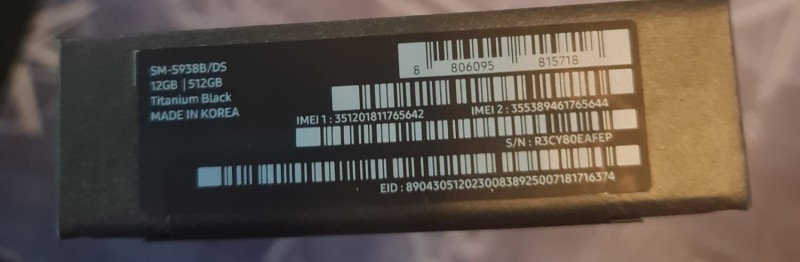 SM-S938B/DS
12GB | 512GB
Titanium Black
MADE IN KOREA
8 806095 815718
IMEI 1 : 351201811765642
IMEI 2 : 355389461765644
S/N : R3CY80EAFEP
EID : 89043051202300838925007181716374